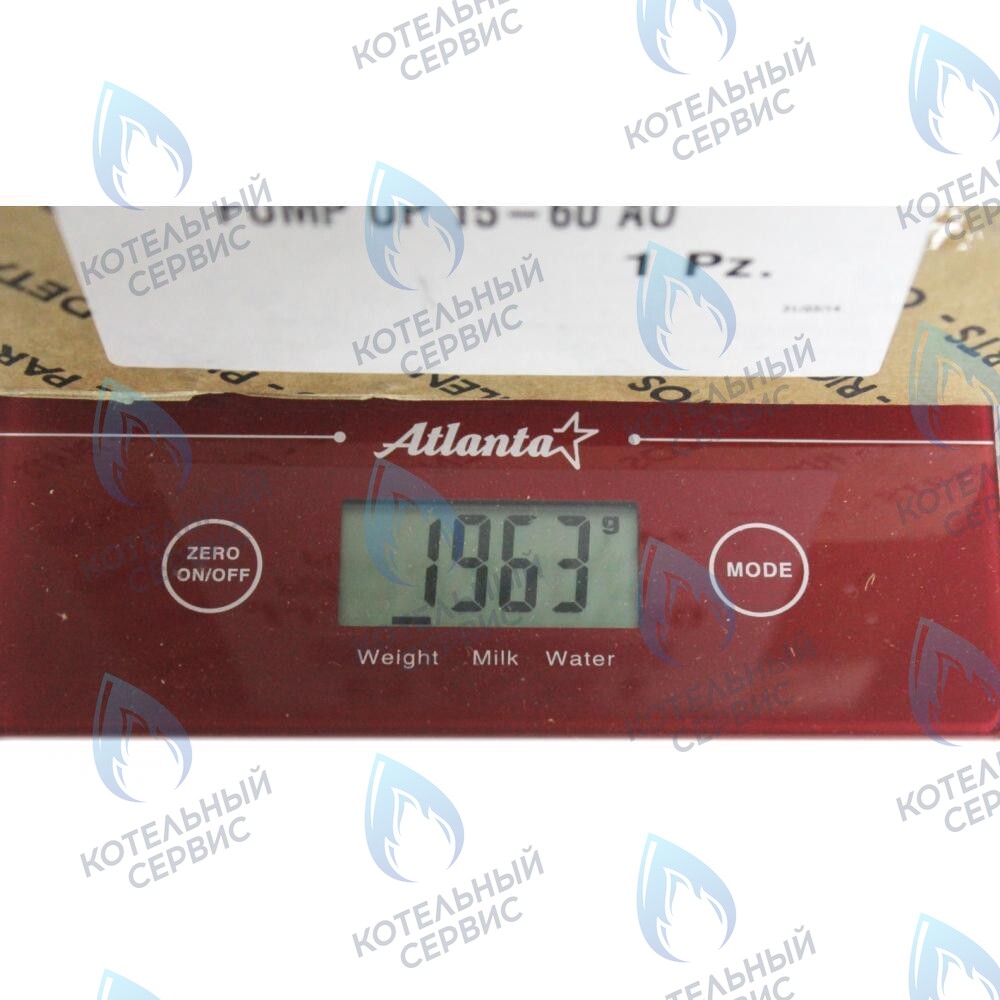 КОТЕЛЬНЫЙ
СЕРВИС
PUMP UP 15-60 AO
1 Pz.
Atlanta
ZERO
ON/OFF
1963 g
MODE
Weight Milk Water